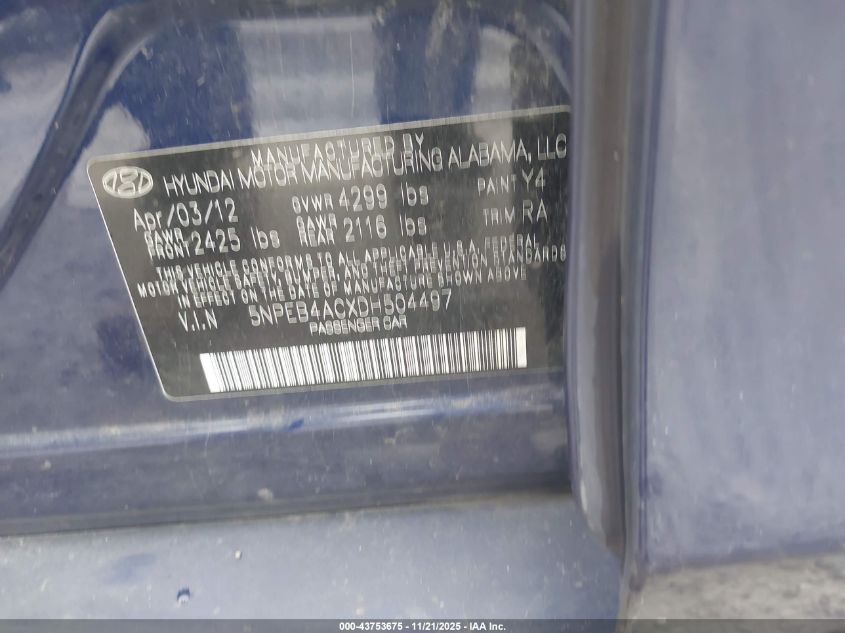 MANUFACTURED BY
HYUNDAI MOTOR MANUFACTURING ALABAMA, LLC
Apr/03/12 GVWR 4299 lbs PAINT Y4
GAWR FRONT 2425 lbs GAWR REAR 2116 lbs TRIM RA
THIS VEHICLE CONFORMS TO ALL APPLICABLE U.S.A. FEDERAL
MOTOR VEHICLE SAFETY, BUMPER, AND THEFT PREVENTION STANDARDS
IN EFFECT ON THE DATE OF MANUFACTURE SHOWN ABOVE
V.I.N 5NPEB4ACXDH504497
PASSENGER CAR
000-43753675 - 11/21/2025 - IAA Inc.